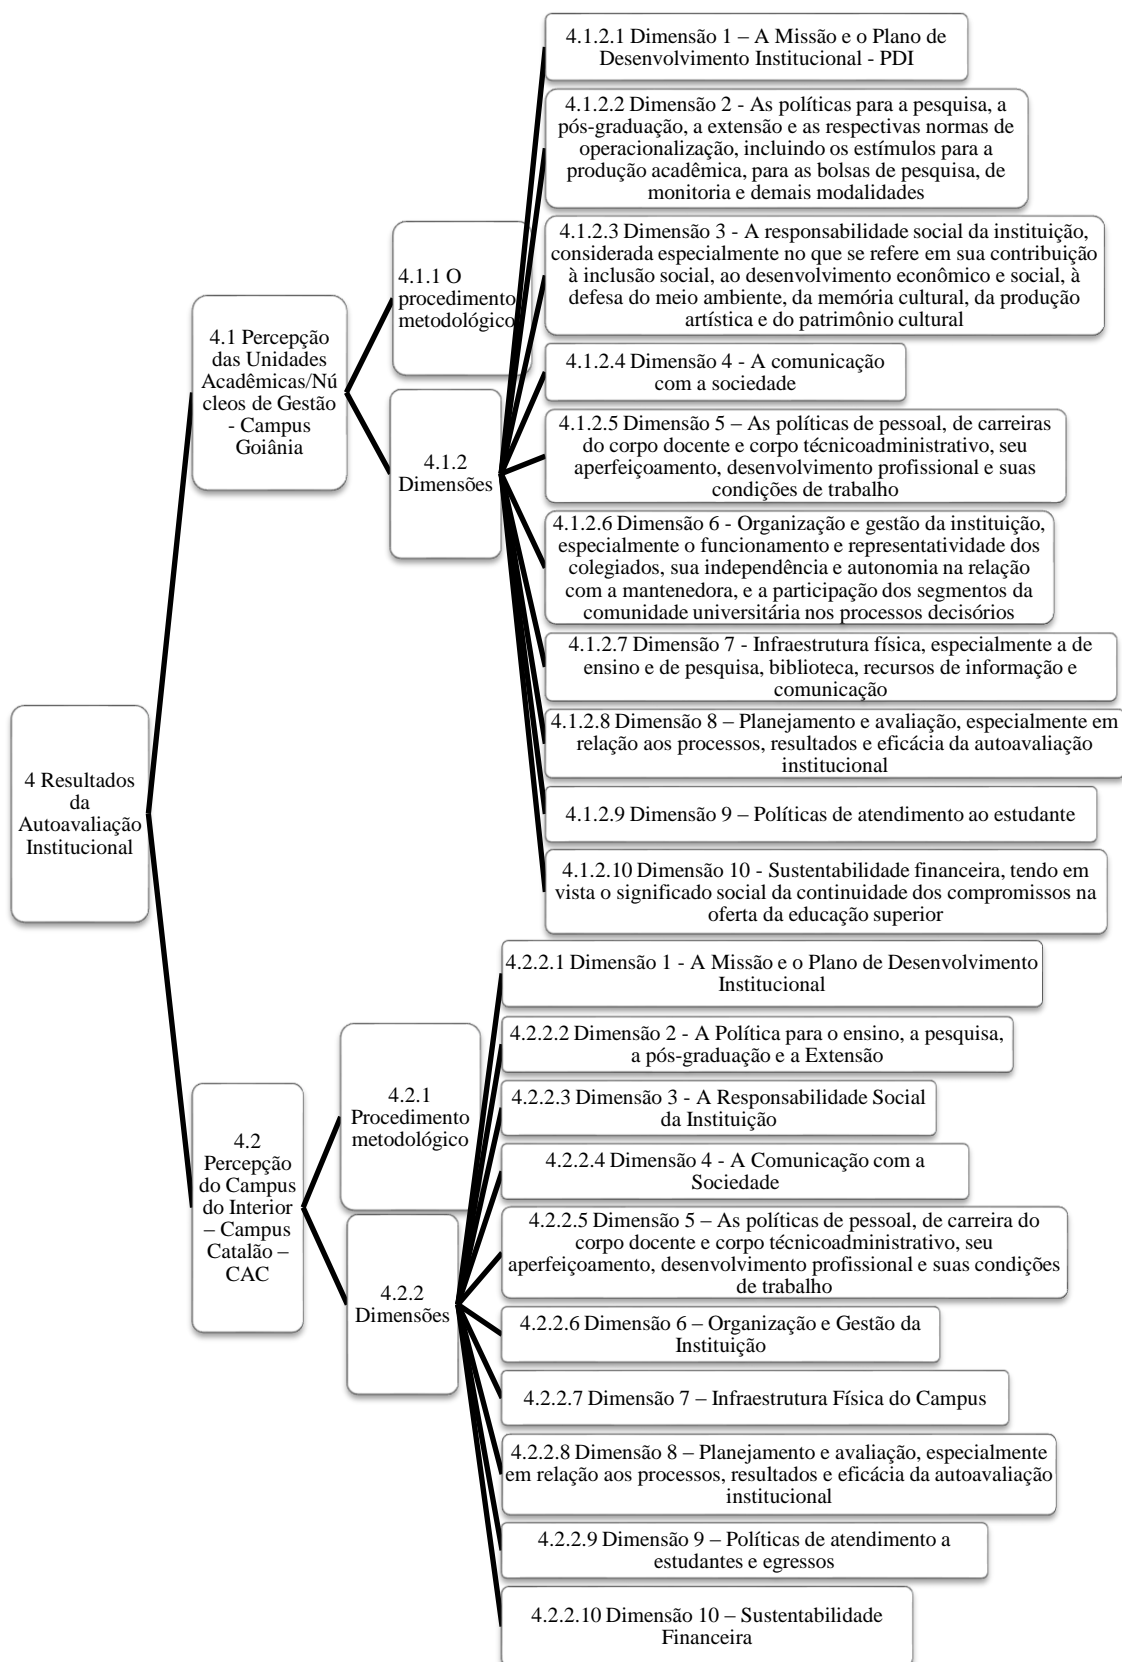 4 Resultados
da
Autoavaliação
Institucional
4.1 Percepção
das Unidades
Acadêmicas/Nú
cleos de Gestão
- Campus
Goiânia
4.1.1 O
procedimento
metodológico
4.1.2
Dimensões
4.1.2.1 Dimensão 1 – A Missão e o Plano de
Desenvolvimento Institucional - PDI
4.1.2.2 Dimensão 2 - As políticas para a pesquisa, a
pós-graduação, a extensão e as respectivas normas de
operacionalização, incluindo os estímulos para a
produção acadêmica, para as bolsas de pesquisa, de
monitoria e demais modalidades
4.1.2.3 Dimensão 3 - A responsabilidade social da instituição,
considerada especialmente no que se refere em sua contribuição
à inclusão social, ao desenvolvimento econômico e social, à
defesa do meio ambiente, da memória cultural, da produção
artística e do patrimônio cultural
4.1.2.4 Dimensão 4 - A comunicação
com a sociedade
4.1.2.5 Dimensão 5 – As políticas de pessoal, de carreiras
do corpo docente e corpo técnicoadministrativo, seu
aperfeiçoamento, desenvolvimento profissional e suas
condições de trabalho
4.1.2.6 Dimensão 6 - Organização e gestão da instituição,
especialmente o funcionamento e representatividade dos
colegiados, sua independência e autonomia na relação
com a mantenedora, e a participação dos segmentos da
comunidade universitária nos processos decisórios
4.1.2.7 Dimensão 7 - Infraestrutura física, especialmente a de
ensino e de pesquisa, biblioteca, recursos de informação e
comunicação
4.1.2.8 Dimensão 8 – Planejamento e avaliação, especialmente em
relação aos processos, resultados e eficácia da autoavaliação
institucional
4.1.2.9 Dimensão 9 – Políticas de atendimento ao estudante
4.1.2.10 Dimensão 10 - Sustentabilidade financeira, tendo em
vista o significado social da continuidade dos compromissos na
oferta da educação superior
4.2
Percepção
do Campus
do Interior
– Campus
Catalão –
CAC
4.2.1
Procedimento
metodológico
4.2.2
Dimensões
4.2.2.1 Dimensão 1 - A Missão e o Plano de Desenvolvimento
Institucional
4.2.2.2 Dimensão 2 - A Política para o ensino, a pesquisa,
a pós-graduação e a Extensão
4.2.2.3 Dimensão 3 - A Responsabilidade Social
da Instituição
4.2.2.4 Dimensão 4 - A Comunicação com a
Sociedade
4.2.2.5 Dimensão 5 – As políticas de pessoal, de carreira do
corpo docente e corpo técnicoadministrativo, seu
aperfeiçoamento, desenvolvimento profissional e suas condições
de trabalho
4.2.2.6 Dimensão 6 – Organização e Gestão da
Instituição
4.2.2.7 Dimensão 7 – Infraestrutura Física do Campus
4.2.2.8 Dimensão 8 – Planejamento e avaliação, especialmente
em relação aos processos, resultados e eficácia da autoavaliação
institucional
4.2.2.9 Dimensão 9 – Políticas de atendimento a
estudantes e egressos
4.2.2.10 Dimensão 10 – Sustentabilidade
Financeira